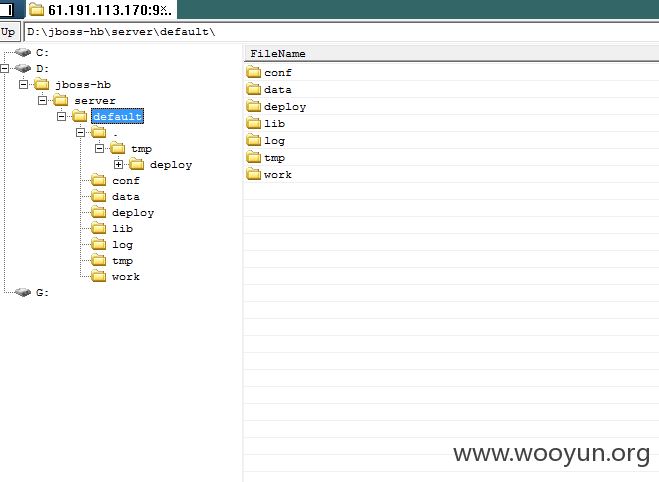 61.191.113.170:9..
Up D:\jboss-hb\server\default\
C:
D:
jboss-hb
server
default
.
tmp
deploy
conf
data
deploy
lib
log
tmp
work
G:
FileName
conf
data
deploy
lib
log
tmp
work
www.wooyun.org